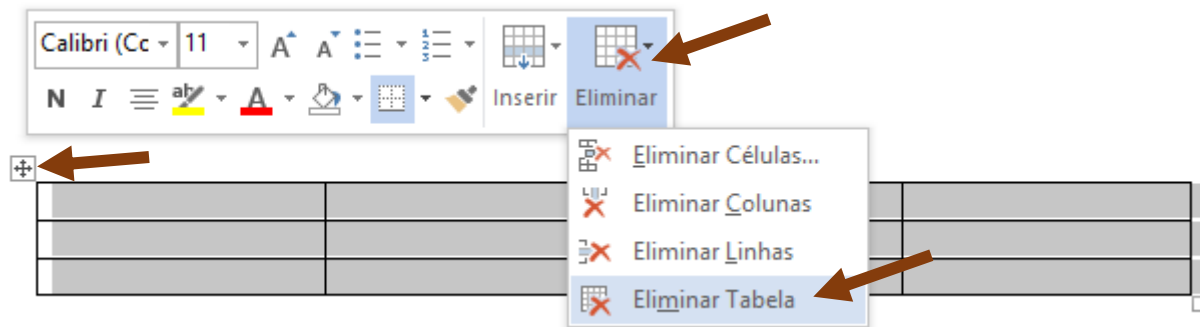 Calibri (Cc 11
N I Inserir Eliminar
Eliminar Células...
Eliminar Colunas
Eliminar Linhas
Eliminar Tabela